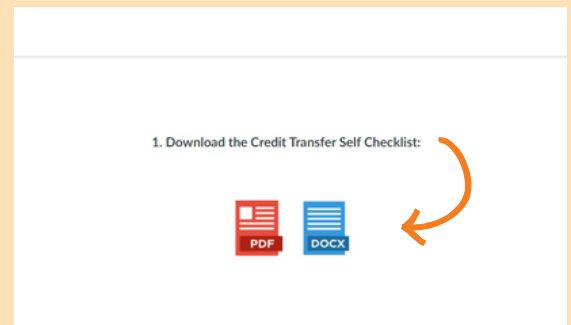 1. Download the Credit Transfer Self Checklist:
PDF DOCX